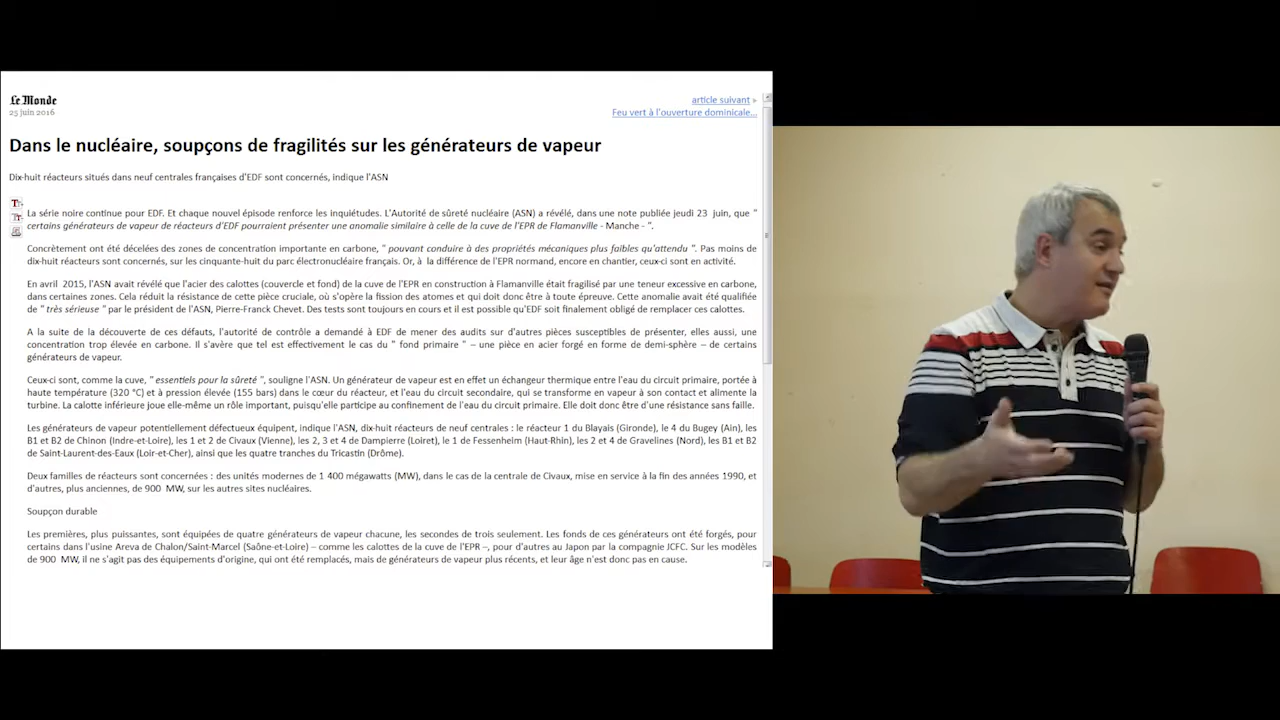 Le Monde
23 juin 2016
article suivant »
Feu vert à l'ouverture dominicale...
Dans le nucléaire, soupçons de fragilités sur les générateurs de vapeur
Dix-huit réacteurs situés dans neuf centrales françaises d'EDF sont concernés, indique l'ASN
La série noire continue pour EDF. Et chaque nouvel épisode renforce les inquiétudes. L'Autorité de sûreté nucléaire (ASN) a révélé, dans une note publiée jeudi 23 juin, que "
certains générateurs de vapeur de réacteurs d'EDF pourraient présenter une anomalie similaire à celle de la cuve de l'EPR de Flamanville - Manche - ".
Concrètement ont été décelées des zones de concentration importante en carbone, " pouvant conduire à des propriétés mécaniques plus faibles qu'attendu ". Pas moins de
dix-huit réacteurs sont concernés, sur les cinquante-huit du parc électronucléaire français. Or, à la différence de l'EPR normand, encore en chantier, ceux-ci sont en activité.
En avril 2015, l'ASN avait révélé que l'acier des calottes (couvercle et fond) de la cuve de l'EPR en construction à Flamanville était fragilisé par une teneur excessive en carbone,
dans certaines zones. Cela réduit la résistance de cette pièce cruciale, où s'opère la fission des atomes et qui doit donc être à toute épreuve. Cette anomalie avait été qualifiée
de " très sérieuse " par le président de l'ASN, Pierre-Franck Chevet. Des tests sont toujours en cours et il est possible qu'EDF soit finalement obligé de remplacer ces calottes.
A la suite de la découverte de ces défauts, l'autorité de contrôle a demandé à EDF de mener des audits sur d'autres pièces susceptibles de présenter, elles aussi, une
concentration trop élevée en carbone. Il s'avère que tel est effectivement le cas du " fond primaire " – une pièce en acier forgé en forme de demi-sphère – de certains
générateurs de vapeur.
Ceux-ci sont, comme la cuve, " essentiels pour la sûreté ", souligne l'ASN. Un générateur de vapeur est en effet un échangeur thermique entre l'eau du circuit primaire, portée à
haute température (320 °C) et à pression élevée (155 bars) dans le cœur du réacteur, et l'eau du circuit secondaire, qui se transforme en vapeur à son contact et alimente la
turbine. La calotte inférieure joue elle-même un rôle important, puisqu'elle participe au confinement de l'eau du circuit primaire. Elle doit donc être d'une résistance sans faille.
Les générateurs de vapeur potentiellement défectueux équipent, indique l'ASN, dix-huit réacteurs de neuf centrales : le réacteur 1 du Blayais (Gironde), le 4 du Bugey (Ain), les
B1 et B2 de Chinon (Indre-et-Loire), les 1 et 2 de Civaux (Vienne), les 2, 3 et 4 de Dampierre (Loiret), le 1 de Fessenheim (Haut-Rhin), les 2 et 4 de Gravelines (Nord), les B1 et B2
de Saint-Laurent-des-Eaux (Loir-et-Cher), ainsi que les quatre tranches du Tricastin (Drôme).
Deux familles de réacteurs sont concernées : des unités modernes de 1 400 mégawatts (MW), dans le cas de la centrale de Civaux, mise en service à la fin des années 1990, et
d'autres, plus anciennes, de 900 MW, sur les autres sites nucléaires.
Soupçon durable
Les premières, plus puissantes, sont équipées de quatre générateurs de vapeur chacune, les secondes de trois seulement. Les fonds de ces générateurs ont été forgés, pour
certains dans l'usine Areva de Chalon/Saint-Marcel (Saône-et-Loire) – comme les calottes de la cuve de l'EPR –, pour d'autres au Japon par la compagnie JCFC. Sur les modèles
de 900 MW, il ne s'agit pas des équipements d'origine, qui ont été remplacés, mais de générateurs de vapeur plus récents, et leur âge n'est donc pas en cause.